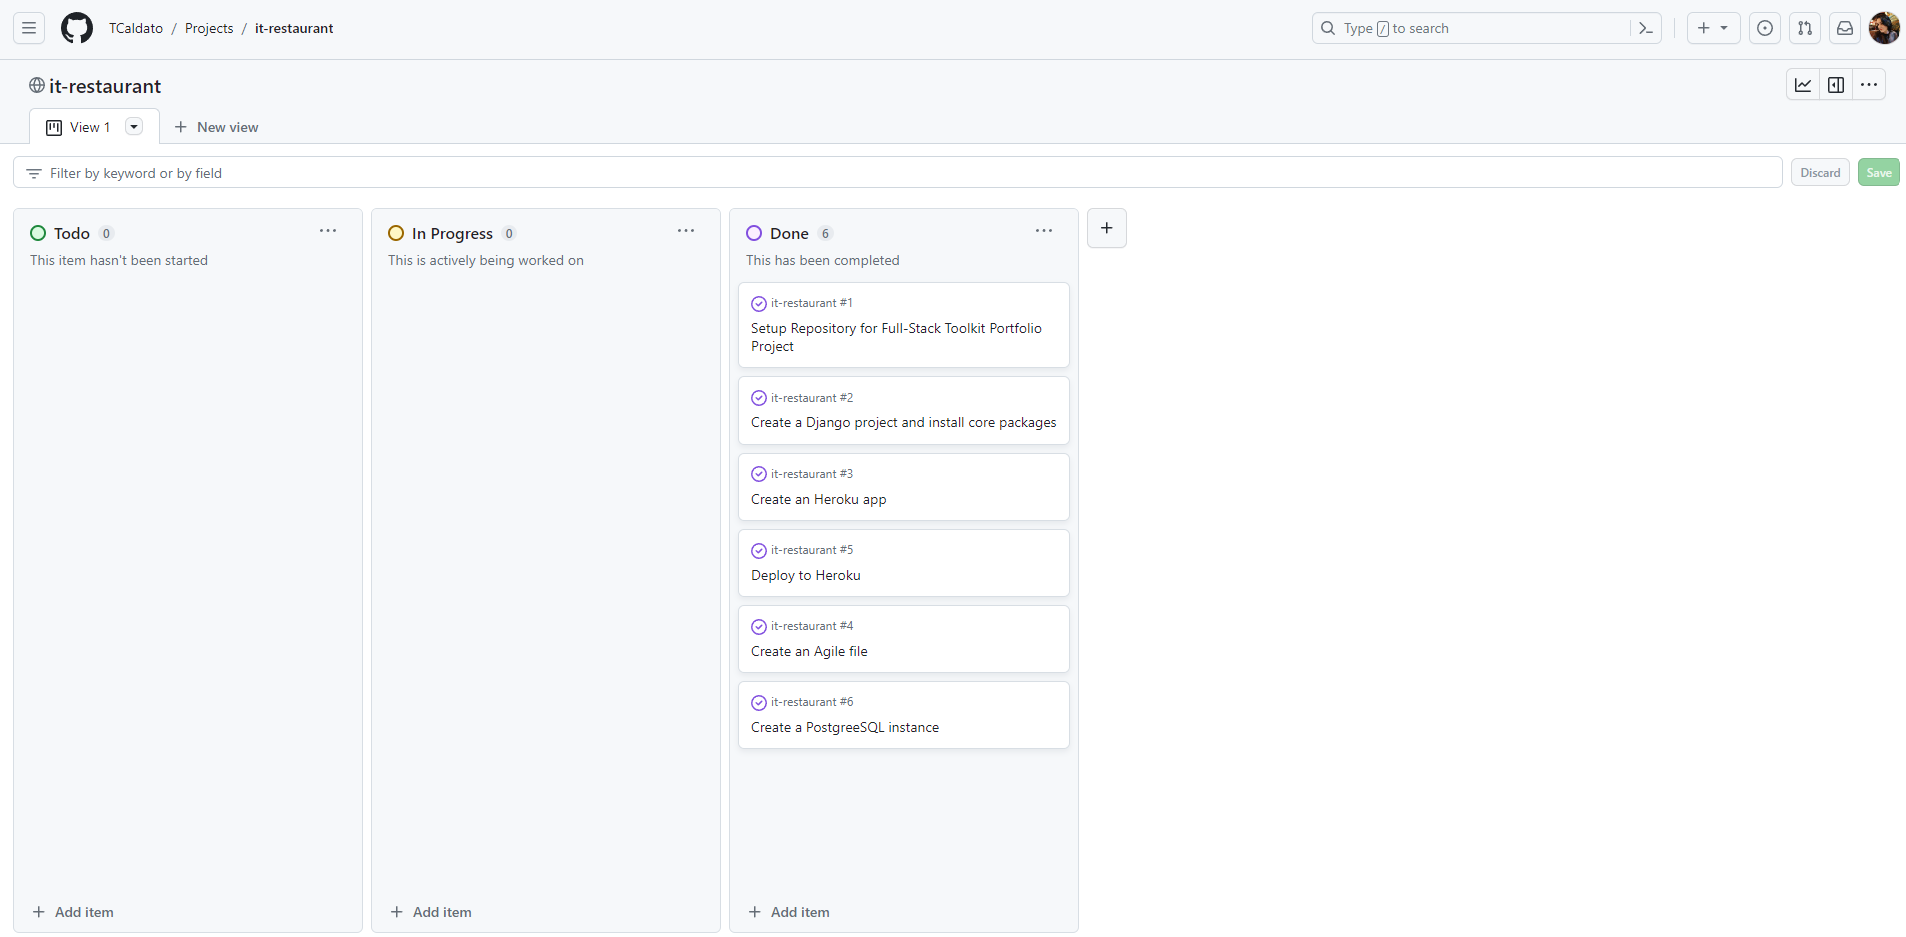 TCaldato / Projects / it-restaurant
Type / to search
it-restaurant
View 1
New view
Filter by keyword or by field
Discard
Save
Todo 0
This item hasn't been started
Add item
In Progress 0
This is actively being worked on
Add item
Done 6
This has been completed
it-restaurant #1
Setup Repository for Full-Stack Toolkit Portfolio
Project
it-restaurant #2
Create a Django project and install core packages
it-restaurant #3
Create an Heroku app
it-restaurant #5
Deploy to Heroku
it-restaurant #4
Create an Agile file
it-restaurant #6
Create a PostgreeSQL instance
Add item